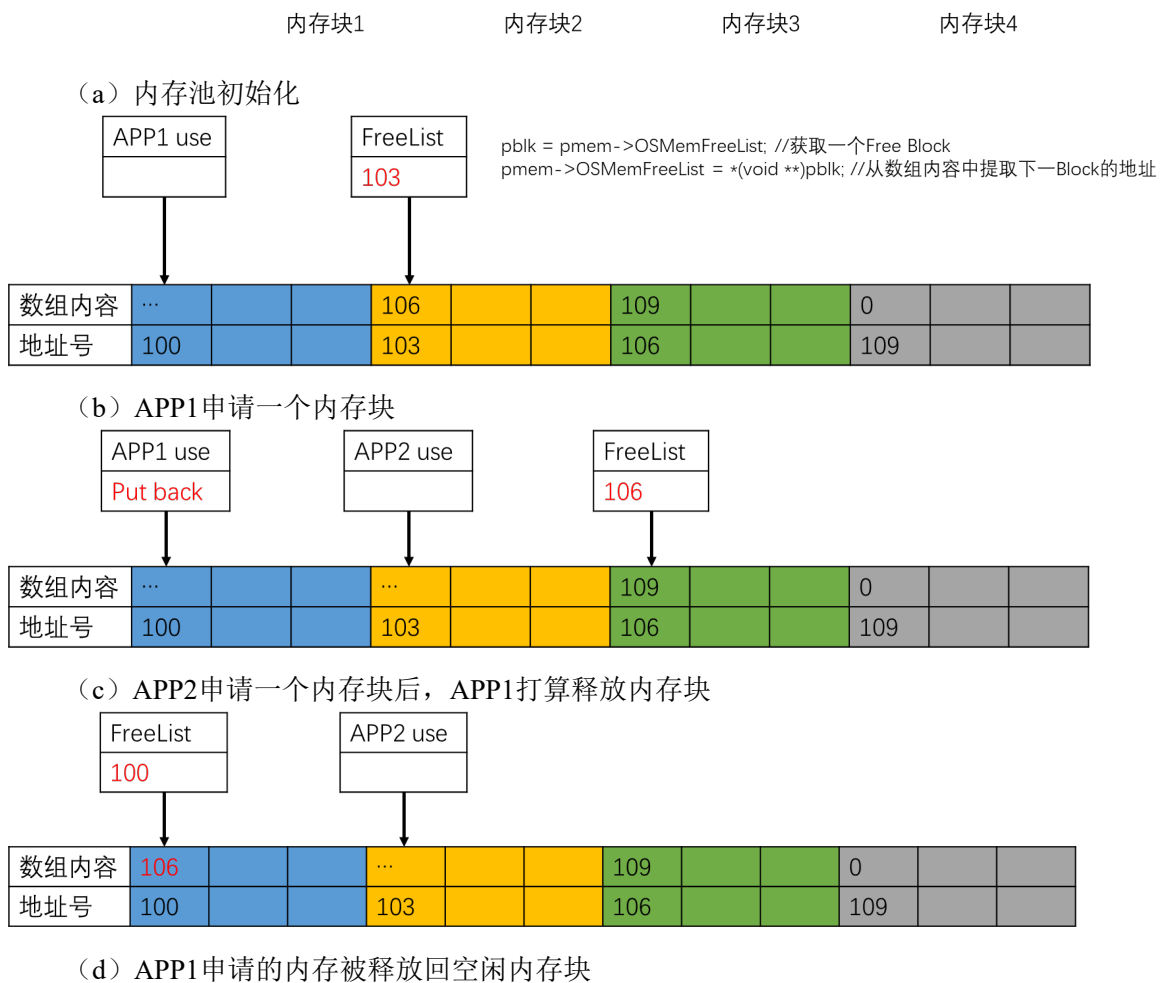 内存块1 内存块2 内存块3 内存块4
（a）内存池初始化
APP1 use FreeList
103
pblk = pmem->OSMemFreeList; //获取一个Free Block
pmem->OSMemFreeList = *(void **)pblk; //从数组内容中提取下一Block的地址
数组内容 ... 106 109 0
地址号 100 103 106 109
（b）APP1申请一个内存块
APP1 use APP2 use FreeList
Put back 106
数组内容 ... ... 109 0
地址号 100 103 106 109
（c）APP2申请一个内存块后，APP1打算释放内存块
FreeList APP2 use
100
数组内容 106 ... 109 0
地址号 100 103 106 109
（d）APP1申请的内存被释放回空闲内存块